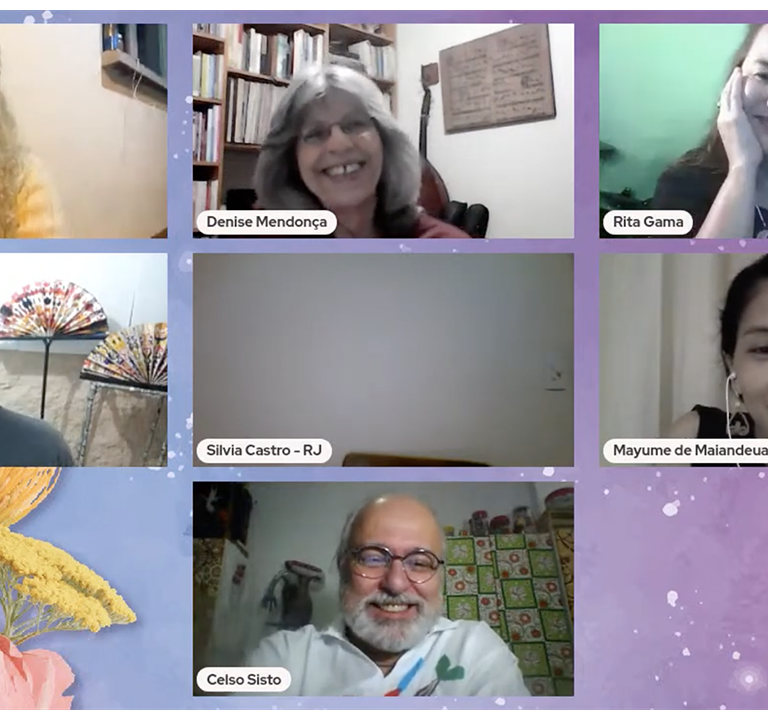 Denise Mendonça
Rita Gama
Silvia Castro - RJ
Mayume de Maiandeua
Celso Sisto